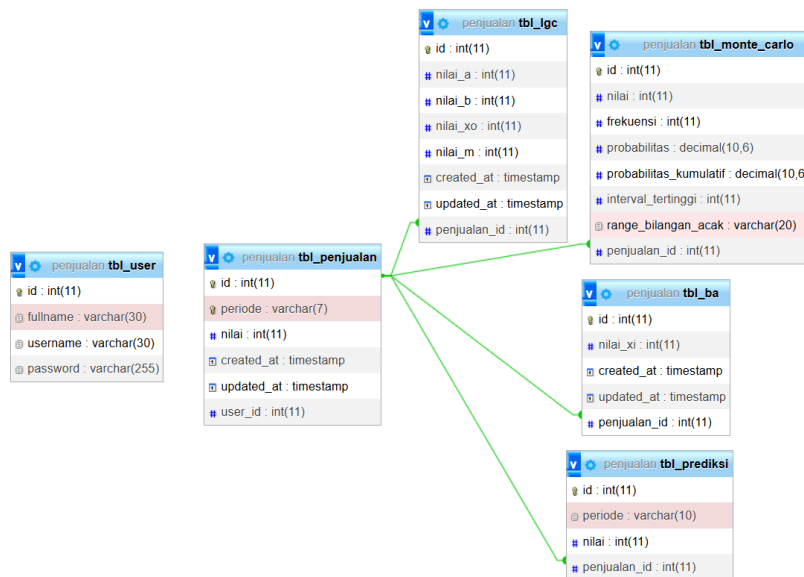 penjualan tbl_lgc
id : int(11)
nilai_a : int(11)
nilai_b : int(11)
nilai_xo : int(11)
nilai_m : int(11)
created_at : timestamp
updated_at : timestamp
penjualan_id : int(11)
penjualan tbl_monte_carlo
id : int(11)
nilai : int(11)
frekuensi : int(11)
probabilitas : decimal(10,6)
probabilitas_kumulatif : decimal(10,6
interval_tertinggi : int(11)
range_bilangan_acak : varchar(20)
penjualan_id : int(11)
penjualan tbl_user
id : int(11)
fullname : varchar(30)
username : varchar(30)
password : varchar(255)
penjualan tbl_penjualan
id : int(11)
periode : varchar(7)
nilai : int(11)
created_at : timestamp
updated_at : timestamp
user_id : int(11)
penjualan tbl_ba
id : int(11)
nilai_xi : int(11)
created_at : timestamp
updated_at : timestamp
penjualan_id : int(11)
penjualan tbl_prediksi
id : int(11)
periode : varchar(10)
nilai : int(11)
penjualan_id : int(11)